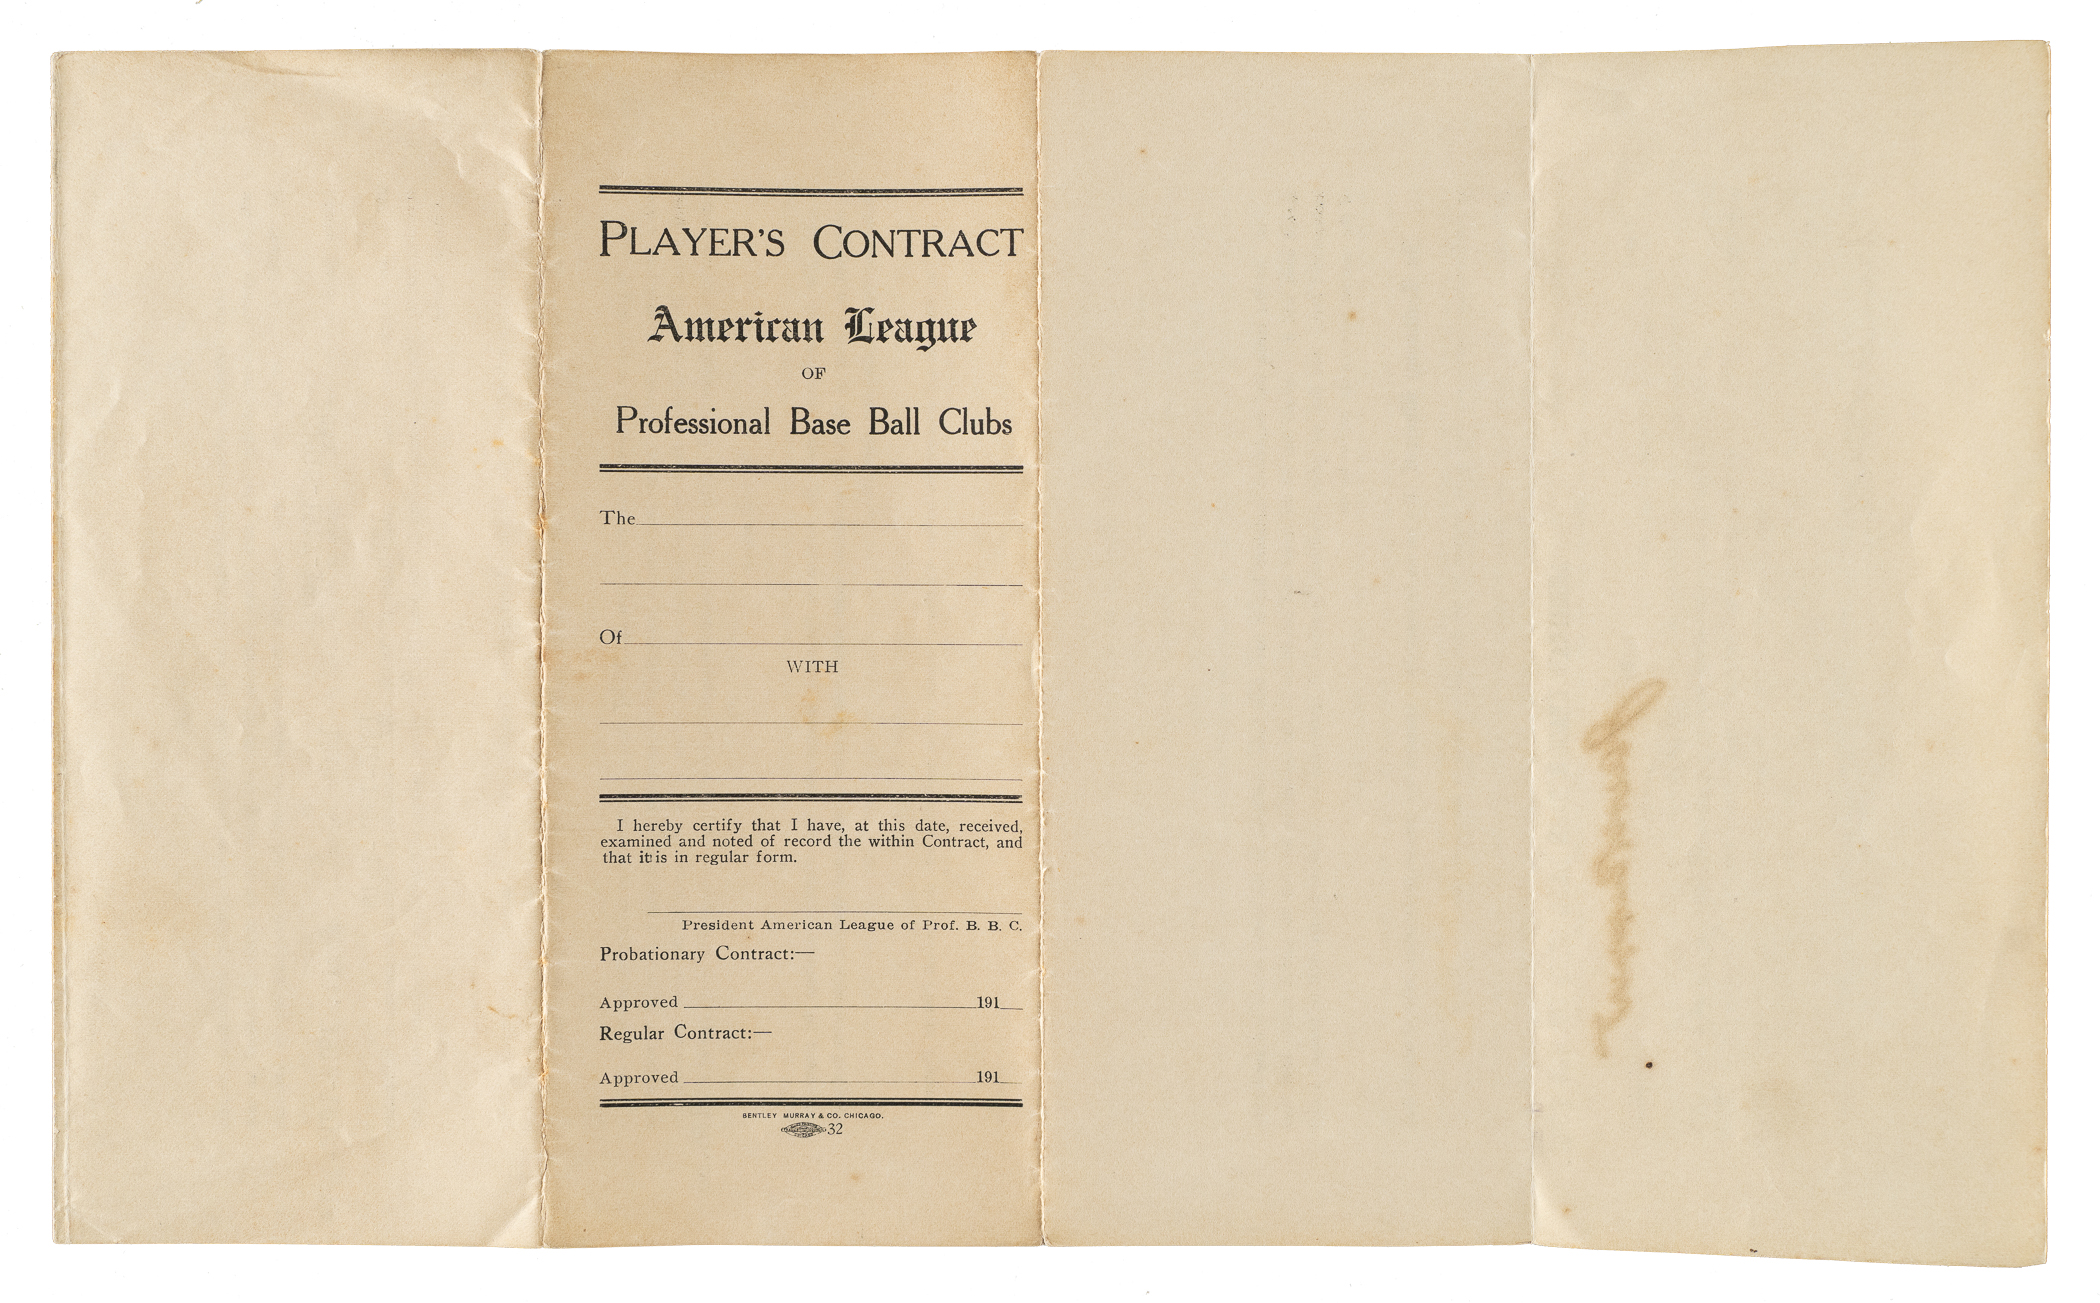 PLAYER'S CONTRACT
American League
OF
Professional Base Ball Clubs
The
Of
WITH
I hereby certify that I have, at this date, received,
examined and noted of record the within Contract, and
that it is in regular form.
President American League of Prof. B. B. C.
Probationary Contract:—
Approved 191
Regular Contract:—
Approved 191
BENTLEY MURRAY & CO. CHICAGO.
32